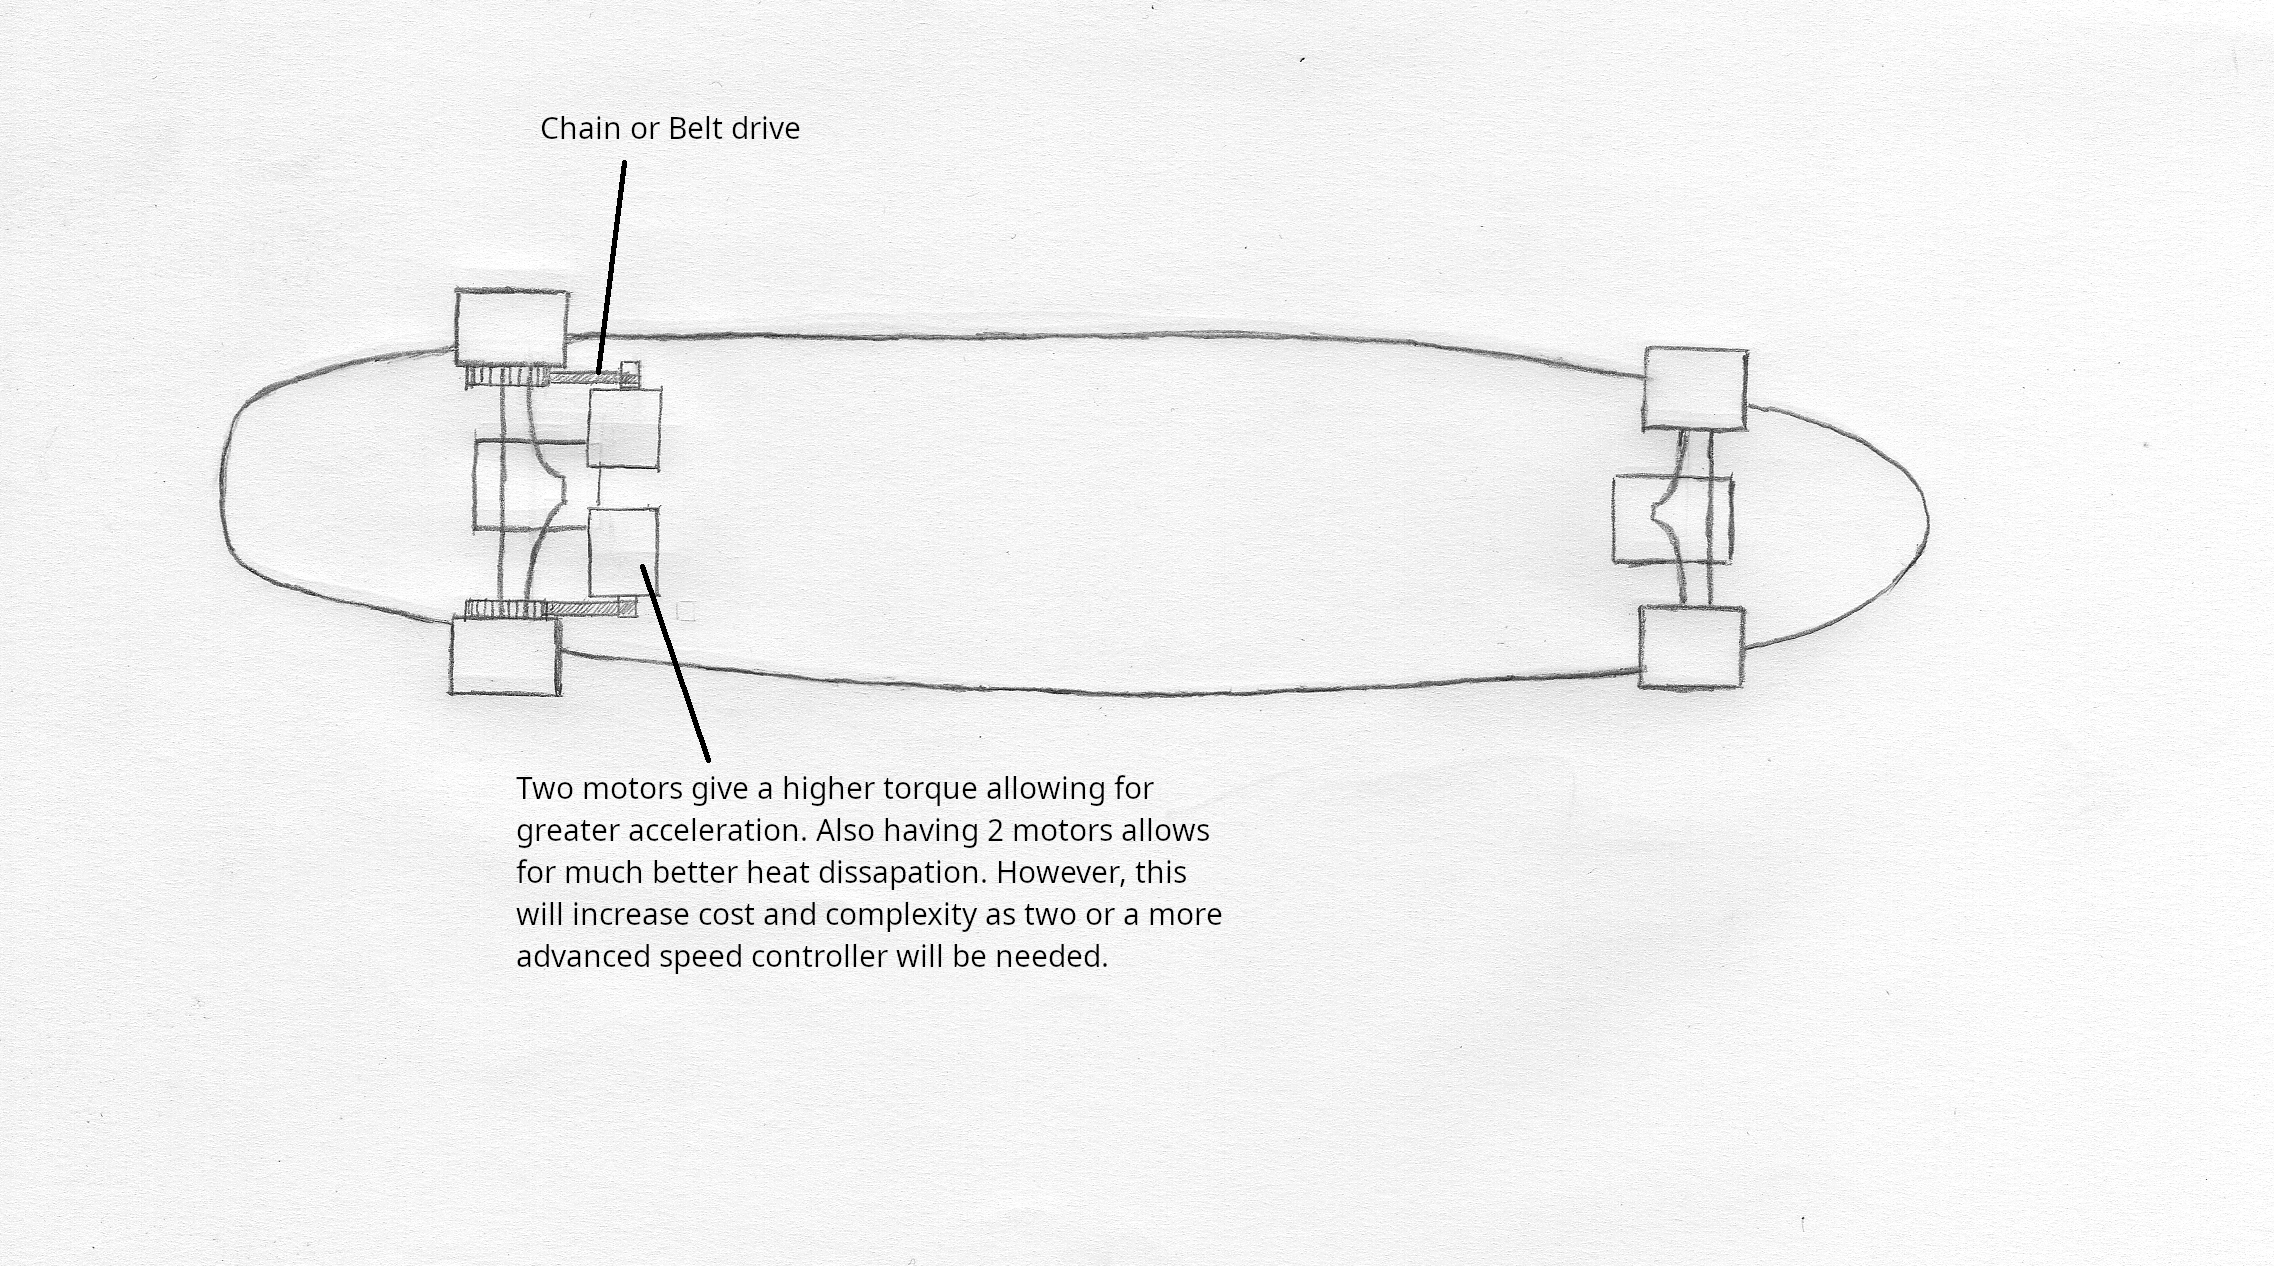 Chain or Belt drive
Two motors give a higher torque allowing for
greater acceleration. Also having 2 motors allows
for much better heat dissapation. However, this
will increase cost and complexity as two or a more
advanced speed controller will be needed.